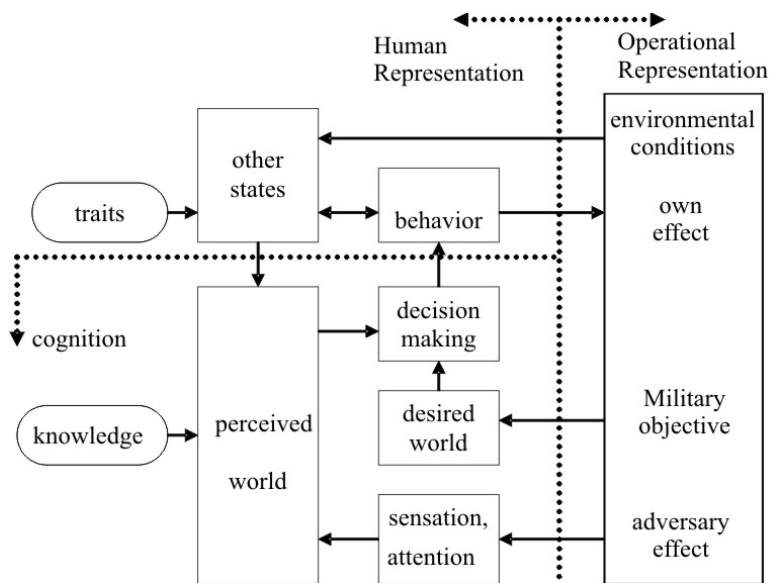 Human
Representation
Operational
Representation
environmental
conditions
other
states
traits
behavior
own
effect
cognition
decision
making
knowledge
perceived
world
desired
world
Military
objective
sensation,
attention
adversary
effect